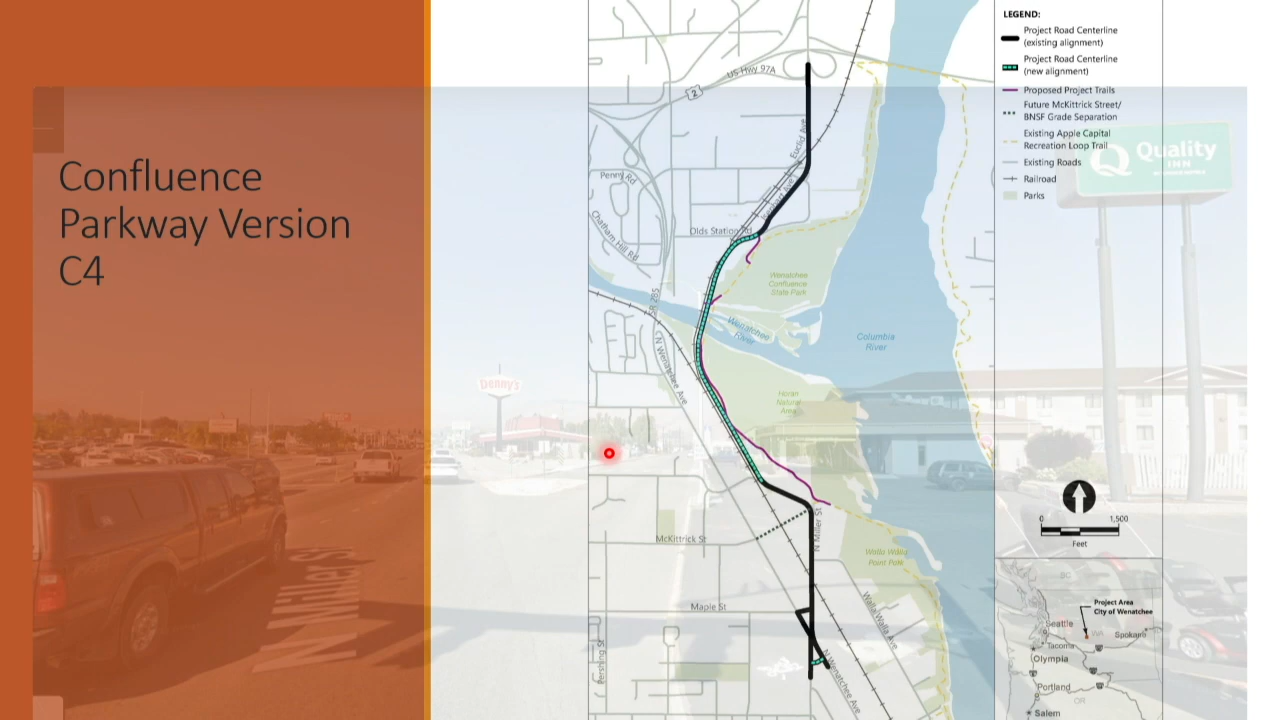 Confluence
Parkway Version
C4
US Hwy 97A
2
Euclid Ave
Penny Rd
Chatham Hill Rd
Olds Station Rd
SR 285
Wenatchee
Confluence
State Park
Wenatchee
River
Columbia
River
N Wenatchee Ave
Horan
Natural
Area
N Miller St
McKittrick St
Walla Walla
Point Park
Maple St
Walla Walla Ave
Pershing St
N Wenatchee Ave
LEGEND:
Project Road Centerline
(existing alignment)
Project Road Centerline
(new alignment)
Proposed Project Trails
Future McKittrick Street/
BNSF Grade Separation
Existing Apple Capital
Recreation Loop Trail
Existing Roads
Railroad
Parks
0 1,500
Feet
BC
Project Area
City of Wenatchee
Seattle
WA
Spokane
Tacoma
Olympia
Portland
OR
Salem
Denny's
Q Quality
INN
N Miller S